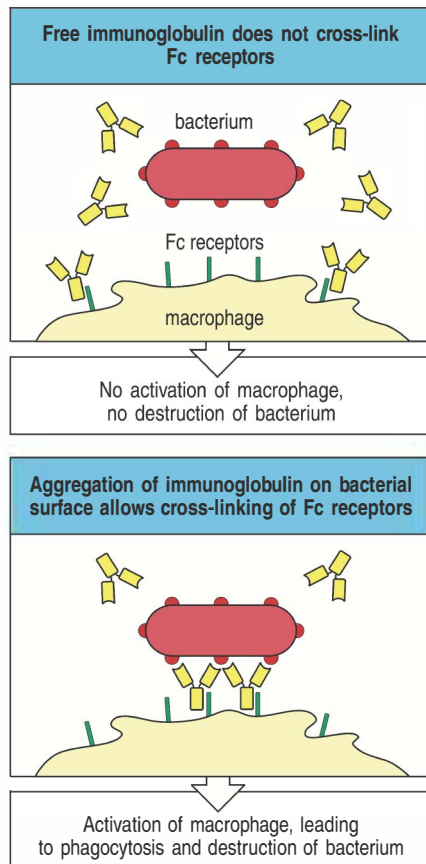 Free immunoglobulin does not cross-link
Fc receptors
bacterium
Fc receptors
macrophage
No activation of macrophage,
no destruction of bacterium
Aggregation of immunoglobulin on bacterial
surface allows cross-linking of Fc receptors
Activation of macrophage, leading
to phagocytosis and destruction of bacterium